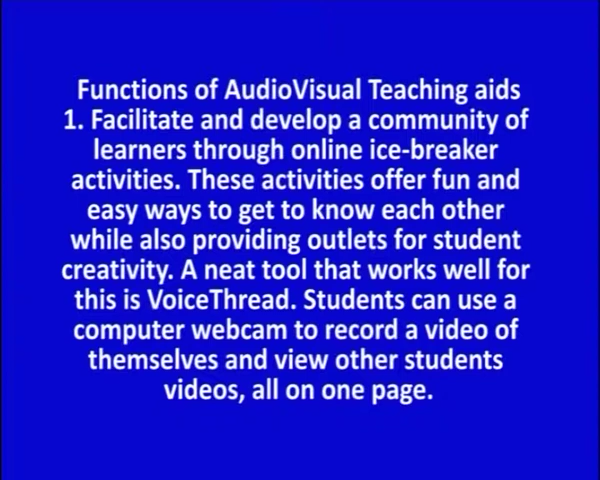 Functions of AudioVisual Teaching aids
1. Facilitate and develop a community of
learners through online ice-breaker
activities. These activities offer fun and
easy ways to get to know each other
while also providing outlets for student
creativity. A neat tool that works well for
this is VoiceThread. Students can use a
computer webcam to record a video of
themselves and view other students
videos, all on one page.